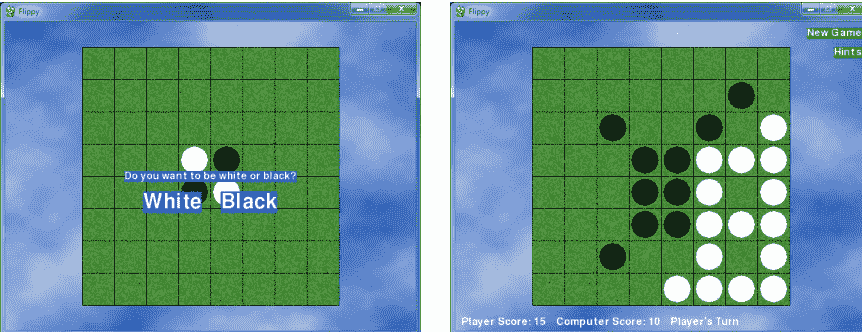 Flippy
Do you want to be white or black?
White Black
Flippy
New Game
Hints
Player Score: 15 Computer Score: 10 Player's Turn